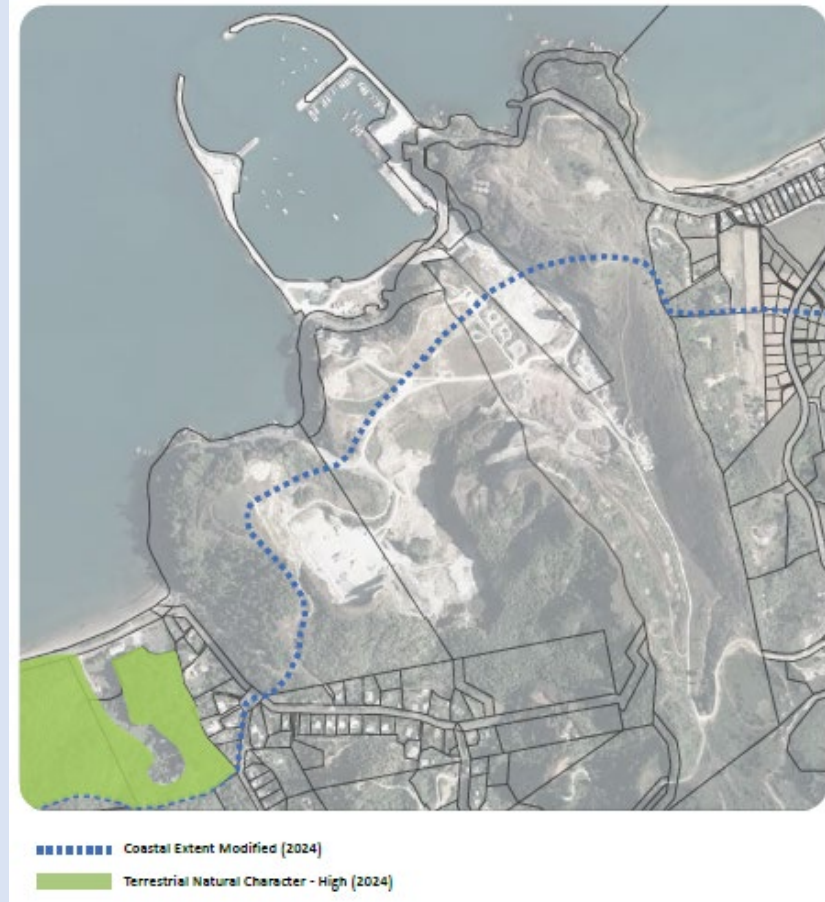 Coastal Extent Modified (2024)
Terrestrial Natural Character - High (2024)